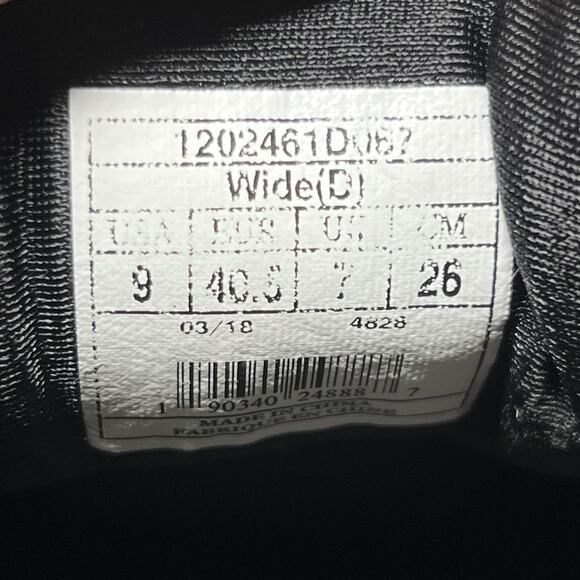 1202461D087
Wide(D)
USA EUR UK CM
9 40.5 7 26
03/18 4828
1 90340 24888 7
MADE IN CHINA
FABRIQUE EN CHINE